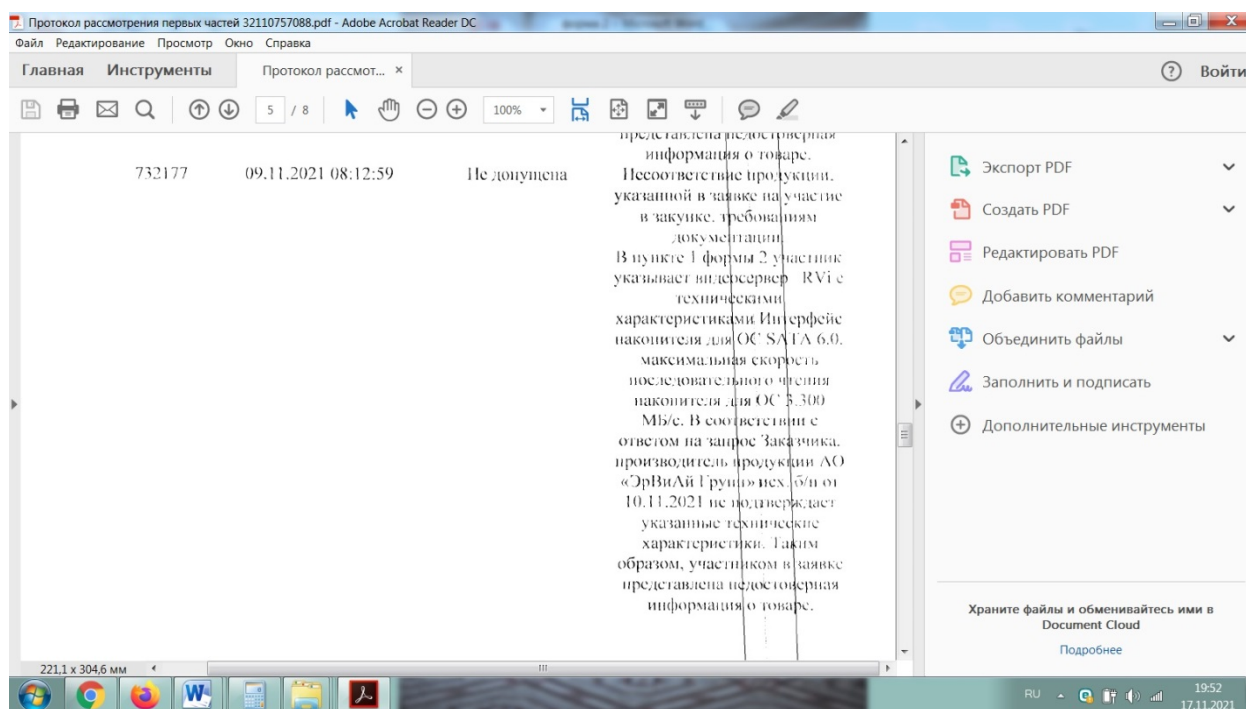 Протокол рассмотрения первых частей 32110757088.pdf - Adobe Acrobat Reader DC
Файл Редактирование Просмотр Окно Справка
Главная Инструменты Протокол рассмот... × ? Войти
5 / 8 100%
представлена недостоверная
информация о товаре.
732177 09.11.2021 08:12:59 Не допущена Несоответствие продукции,
указанной в заявке на участие
в закупке, требованиям
документации.
В пункте 1 формы 2 участник
указывает видеосервер RVi с
техническими
характеристиками Интерфейс
накопителя для ОС SATA 6.0,
максимальная скорость
последовательного чтения
накопителя для ОС 3.300
МБ/с. В соответствии с
ответом на запрос Заказчика,
производитель продукции АО
«ЭрВиАй Групп» исх. б/н от
10.11.2021 не подтверждает
указанные технические
характеристики. Таким
образом, участником в заявке
представлена недостоверная
информация о товаре.
Экспорт PDF
Создать PDF
Редактировать PDF
Добавить комментарий
Объединить файлы
Заполнить и подписать
Дополнительные инструменты
Храните файлы и обменивайтесь ими в
Document Cloud
Подробнее
221,1 x 304,6 мм
RU 19:52
17.11.2021